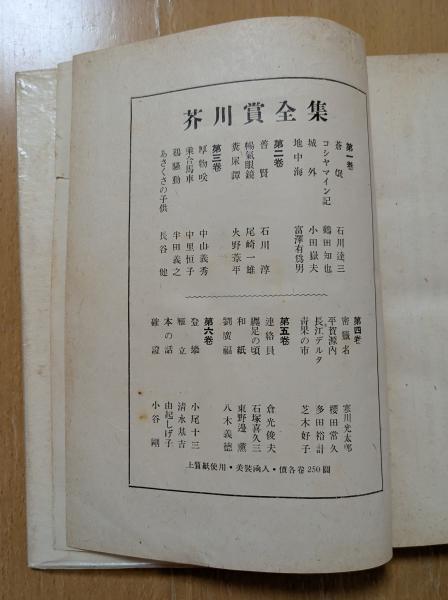 芥川賞全集
第一卷
蒼氓 石川達三
コシヤマイン記 鶴田知也
城外 小田嶽夫
地中海 富澤有爲男
第二卷
普賢 石川淳
暢氣眼鏡 尾崎一雄
糞尿譚 火野葦平
第三卷
厚物咲 中山義秀
乗合馬車 中里恒子
鶏騒動 半田義之
あさくさの子供 長谷健
第四卷
密獵者 寒川光太郎
平賀源内 櫻田常久
長江デルタ 多田裕計
青果の市 芝木好子
第五卷
連絡員 倉光俊夫
纏足の頃 石塚喜久三
和紙 東野邊薫
劉廣福 八木義德
第六卷
登攀 小尾十三
雁立 清水基吉
本の話 由起しげ子
確證 小谷剛
上質紙使用・美裝凾入・價各卷250圓